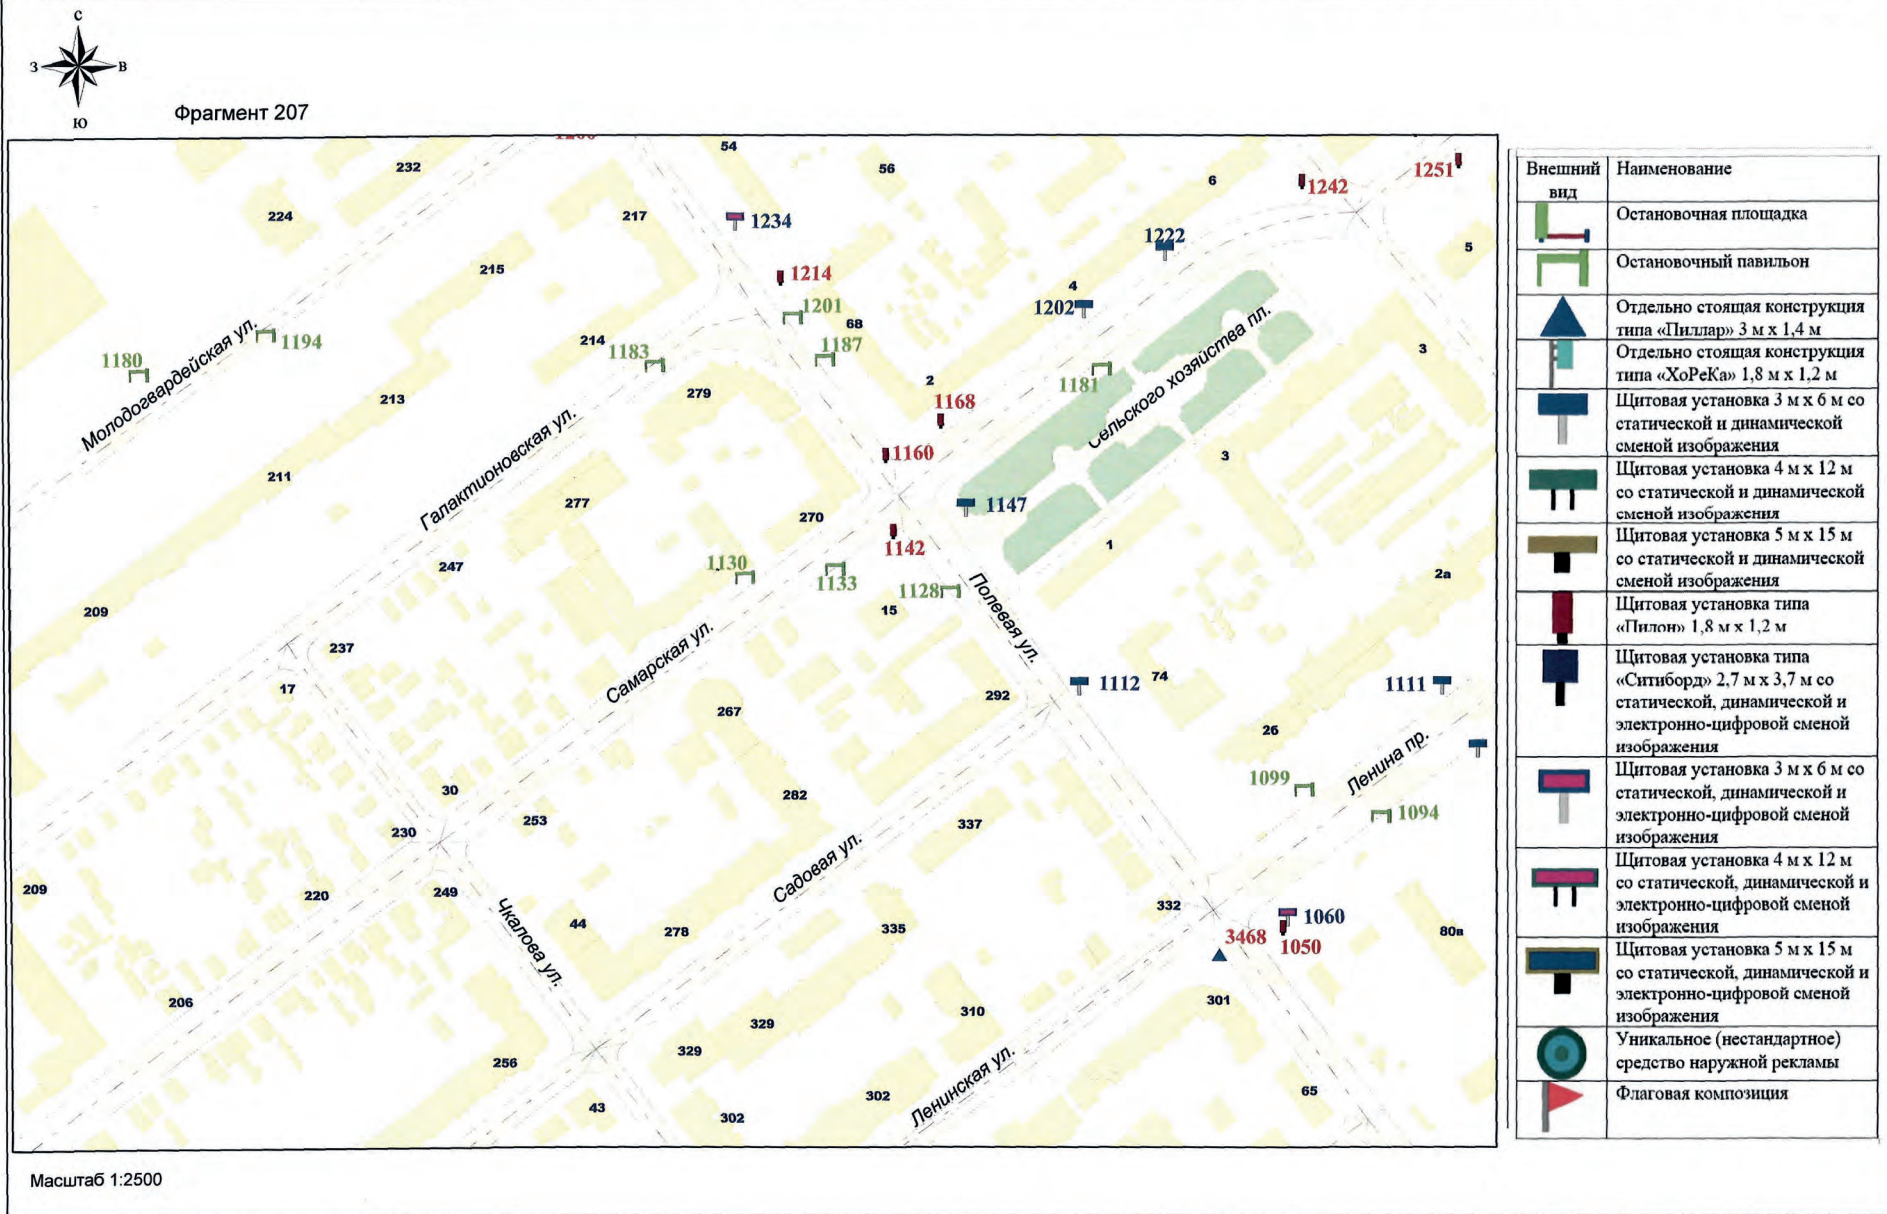 С
З
В
Ю
Фрагмент 207
54
56
232
6
1242
1251
224
217
1234
1222
5
215
1214
4
1201
1202
68
Молодогвардейская ул.
1194
214
1183
1187
1180
1181
Сельского хозяйства пл.
3
213
279
2
1168
Галактионовская ул.
1160
3
211
277
270
1147
1142
1
247
1130
1133
1128
Полевая ул.
2а
209
15
237
Самарская ул.
17
267
292
1112
74
1111
26
Ленина пр.
30
282
1099
253
337
1094
230
Садовая ул.
209
220
249
Чкалова ул.
44
278
335
332
1060
3468
1050
80в
206
301
329
310
329
256
Ленинская ул.
43
302
302
65
Масштаб 1:2500
Внешний
вид
Наименование
Остановочная площадка
Остановочный павильон
Отдельно стоящая конструкция
типа «Пиллар» 3 м х 1,4 м
Отдельно стоящая конструкция
типа «ХоРеКа» 1,8 м х 1,2 м
Щитовая установка 3 м х 6 м со
статической и динамической
сменой изображения
Щитовая установка 4 м х 12 м
со статической и динамической
сменой изображения
Щитовая установка 5 м х 15 м
со статической и динамической
сменой изображения
Щитовая установка типа
«Пилон» 1,8 м х 1,2 м
Щитовая установка типа
«Ситиборд» 2,7 м х 3,7 м со
статической, динамической и
электронно-цифровой сменой
изображения
Щитовая установка 3 м х 6 м со
статической, динамической и
электронно-цифровой сменой
изображения
Щитовая установка 4 м х 12 м
со статической, динамической и
электронно-цифровой сменой
изображения
Щитовая установка 5 м х 15 м
со статической, динамической и
электронно-цифровой сменой
изображения
Уникальное (нестандартное)
средство наружной рекламы
Флаговая композиция